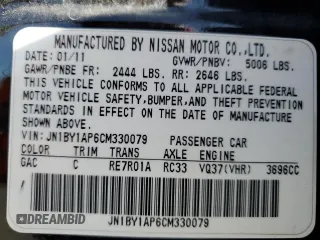 MANUFACTURED BY NISSAN MOTOR CO.,LTD.
DATE: 01/11 GVWR/PNBV: 5006 LBS.
GAWR/PNBE FR: 2444 LBS. RR: 2646 LBS.
THIS VEHICLE CONFORMS TO ALL APPLICABLE FEDERAL
MOTOR VEHICLE SAFETY,BUMPER,AND THEFT PREVENTION
STANDARDS IN EFFECT ON THE DATE OF MANUFACTURE
SHOWN ABOVE.
VIN:JN1BY1AP6CM330079 PASSENGER CAR
COLOR TRIM TRANS AXLE ENGINE
GAC C RE7R01A RC33 VQ37(VHR) 3696CC
JN1BY1AP6CM330079
DREAMBID